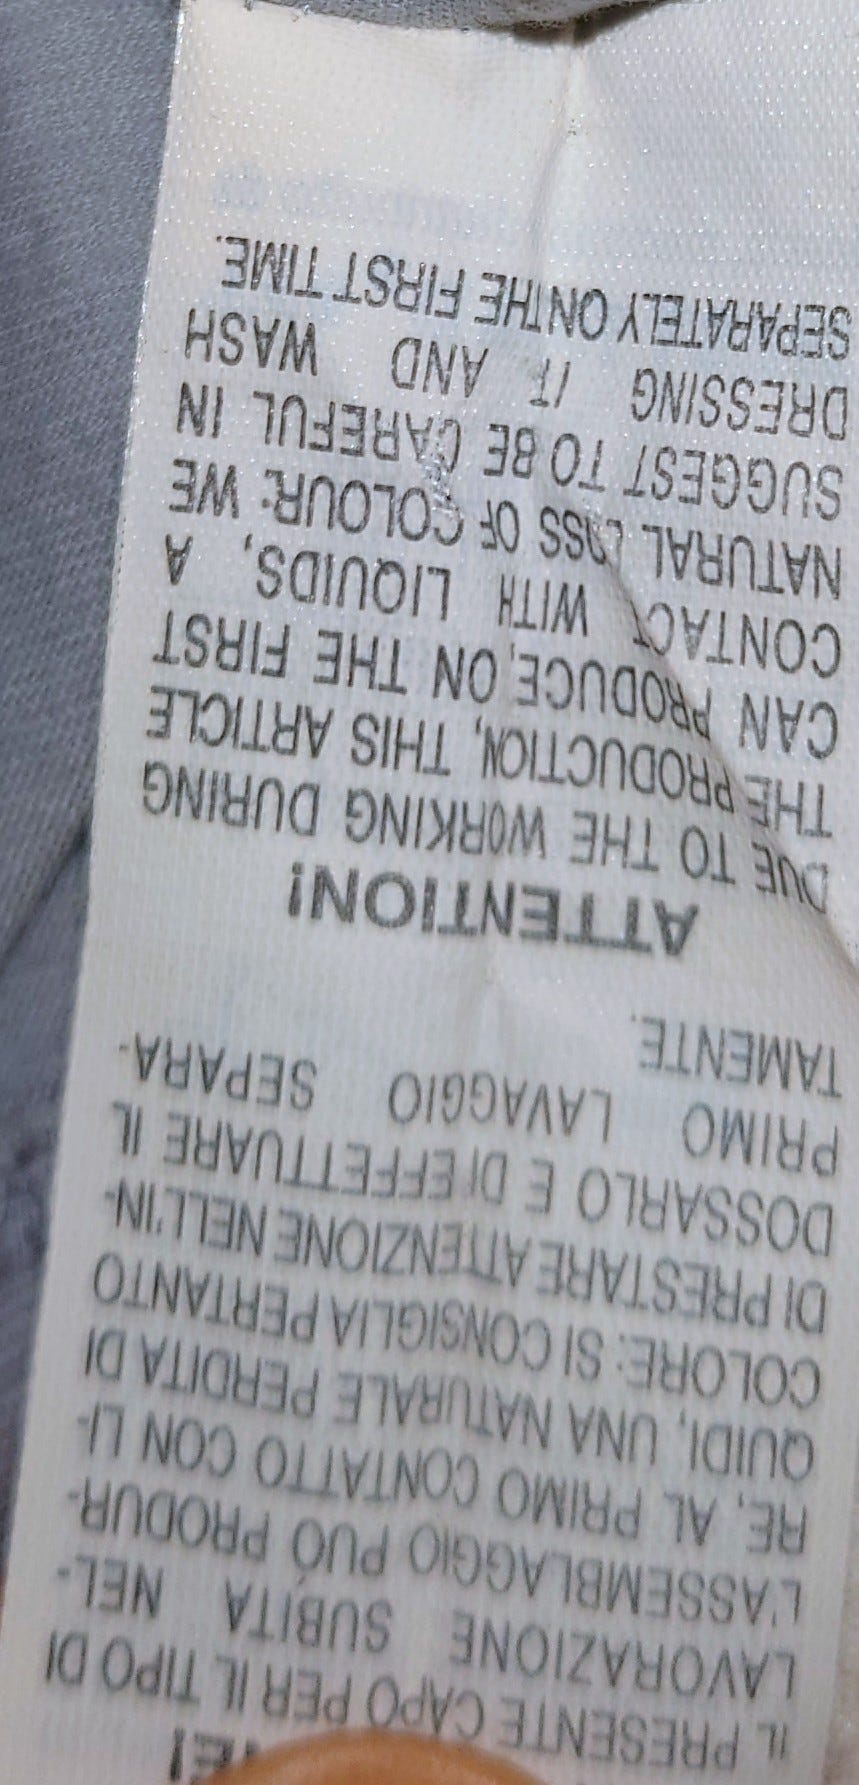 NE!
IL PRESENTE CAPO PER IL TIPO DI
LAVORAZIONE SUBITA NEL-
L'ASSEMBLAGGIO PUÓ PRODUR-
RE, AL PRIMO CONTATTO CON LI-
QUIDI, UNA NATURALE PERDITA DI
COLORE: SI CONSIGLIA PERTANTO
DI PRESTARE ATTENZIONE NELL'IN-
DOSSARLO E DI EFFETTUARE IL
PRIMO LAVAGGIO SEPARA-
TAMENTE.
ATTENTION!
DUE TO THE WORKING DURING
THE PRODUCTION, THIS ARTICLE
CAN PRODUCE, ON THE FIRST
CONTACT WITH LIQUIDS, A
NATURAL LOSS OF COLOUR: WE
SUGGEST TO BE CAREFUL IN
DRESSING IT AND WASH
SEPARATELY ON THE FIRST TIME.